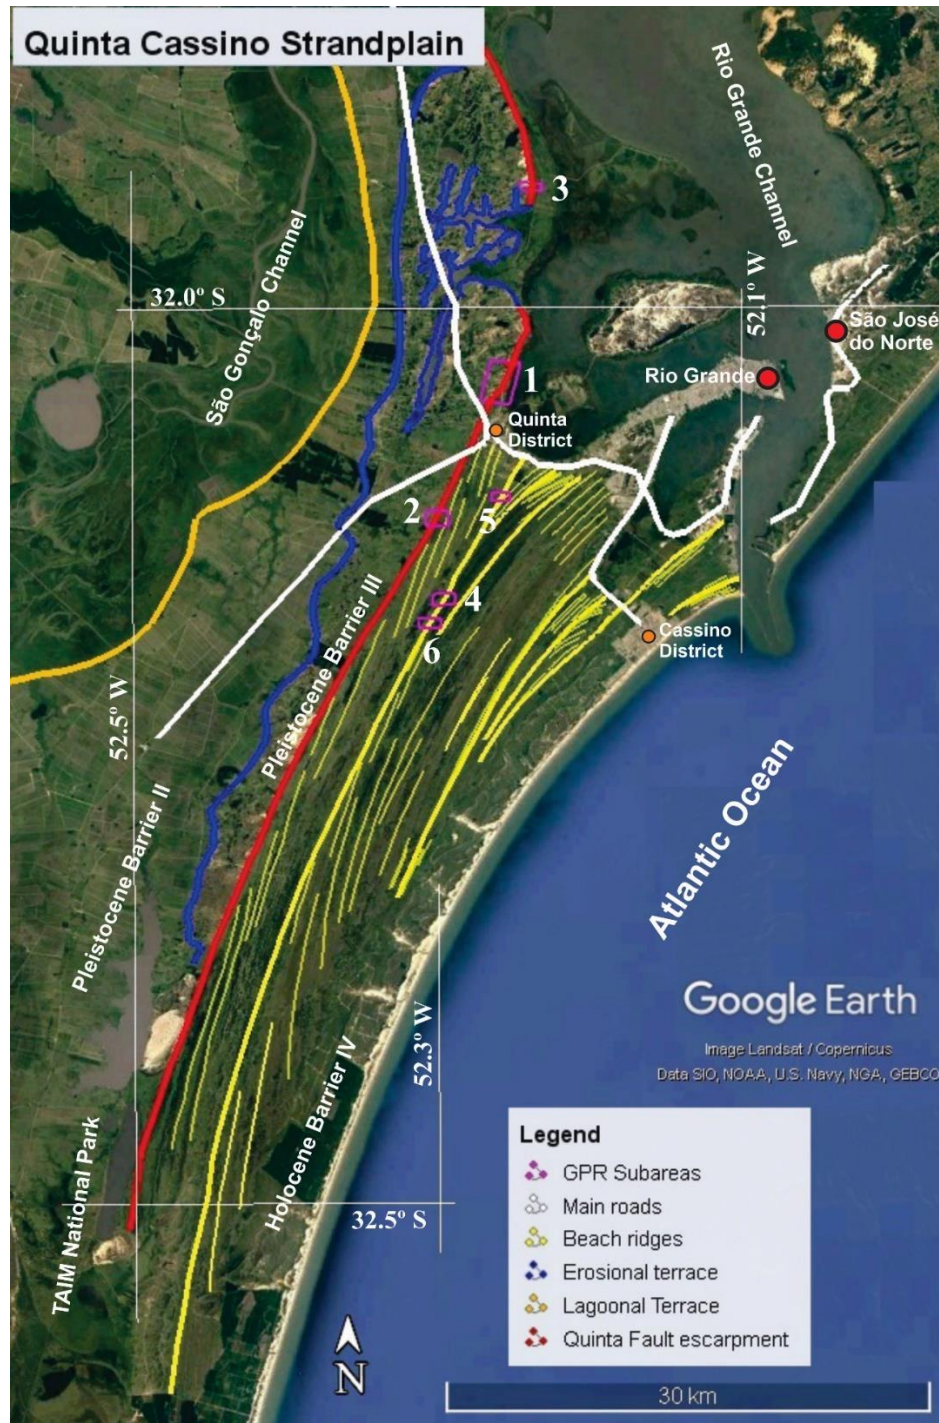 Quinta Cassino Strandplain
Rio Grande Channel
3
São Gonçalo Channel
32.0º S
52.1º W
São José
do Norte
1
Rio Grande
Quinta
District
2
5
4
6
Cassino
District
Pleistocene Barrier III
52.5º W
Pleistocene Barrier II
Atlantic Ocean
Google Earth
Image Landsat / Copernicus
Data SIO, NOAA, U.S. Navy, NGA, GEBCO
52.3º W
Holocene Barrier IV
TAIM National Park
32.5º S
N
Legend
GPR Subareas
Main roads
Beach ridges
Erosional terrace
Lagoonal Terrace
Quinta Fault escarpment
30 km